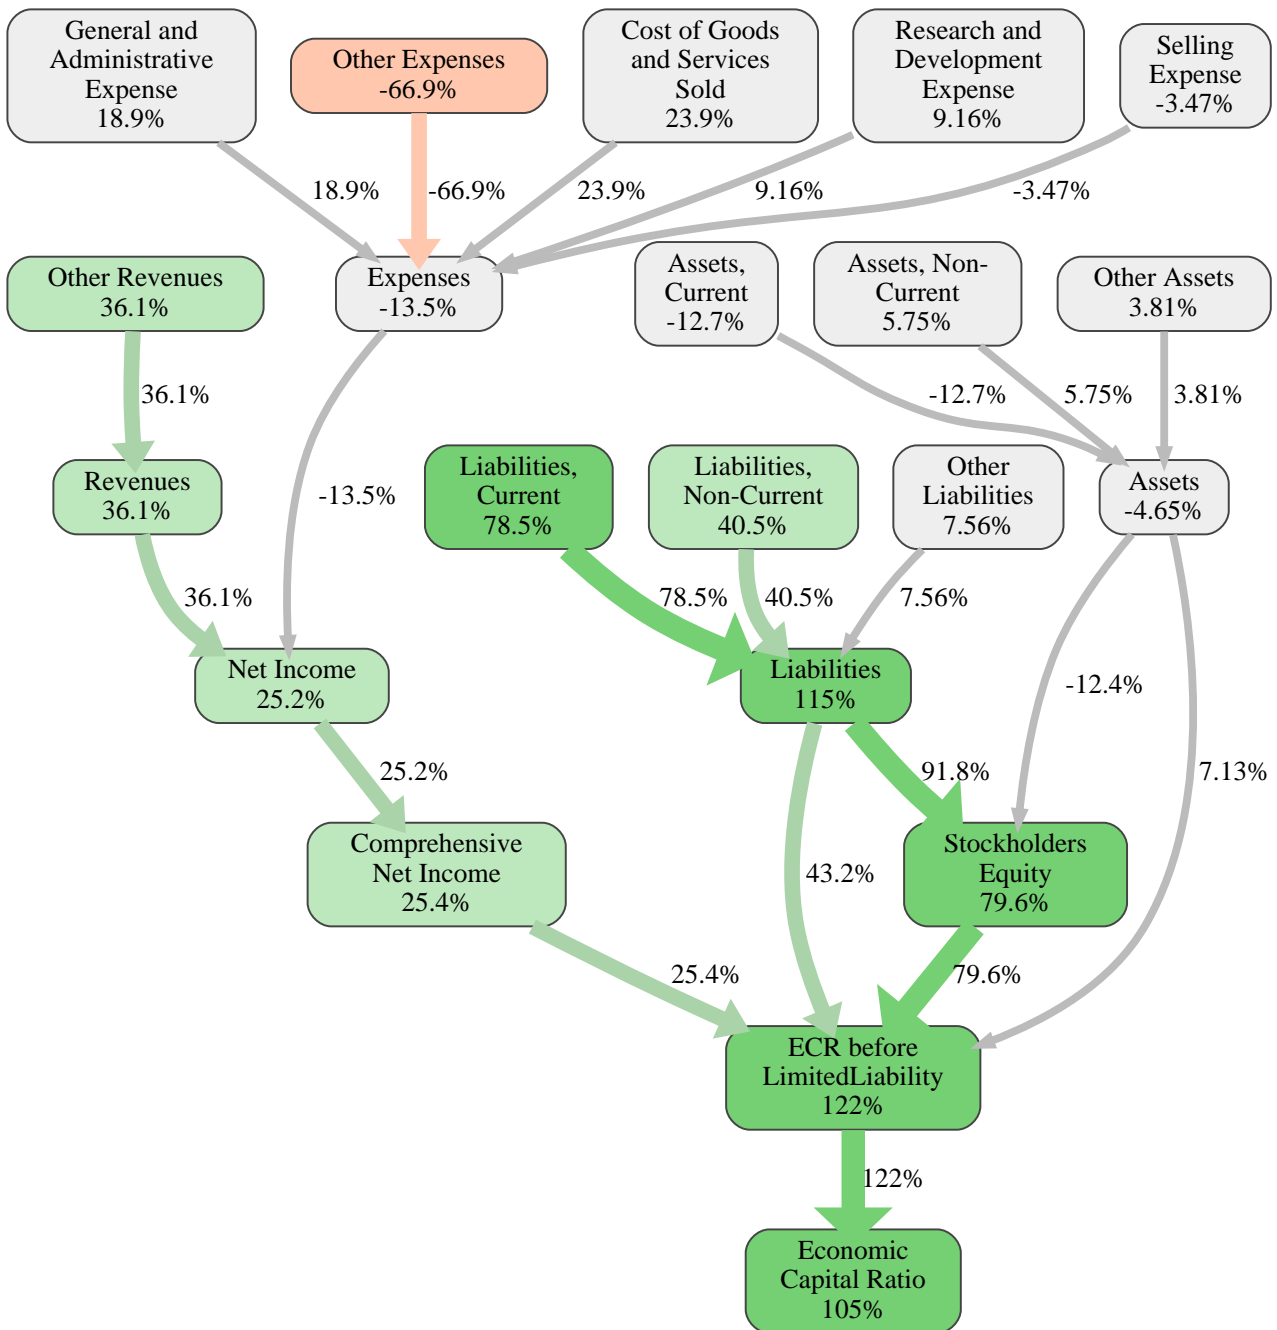 General and
Administrative
Expense
18.9%
Other Expenses
-66.9%
Cost of Goods
and Services
Sold
23.9%
Research and
Development
Expense
9.16%
Selling
Expense
-3.47%
18.9%
-66.9%
23.9%
9.16%
-3.47%
Other Revenues
36.1%
Expenses
-13.5%
Assets,
Current
-12.7%
Assets, Non-
Current
5.75%
Other Assets
3.81%
36.1%
-12.7%
5.75%
3.81%
Revenues
36.1%
-13.5%
Liabilities,
Current
78.5%
Liabilities,
Non-Current
40.5%
Other
Liabilities
7.56%
Assets
-4.65%
36.1%
78.5%
40.5%
7.56%
Net Income
25.2%
Liabilities
115%
-12.4%
25.2%
91.8%
7.13%
Comprehensive
Net Income
25.4%
43.2%
Stockholders
Equity
79.6%
25.4%
79.6%
ECR before
LimitedLiability
122%
122%
Economic
Capital Ratio
105%